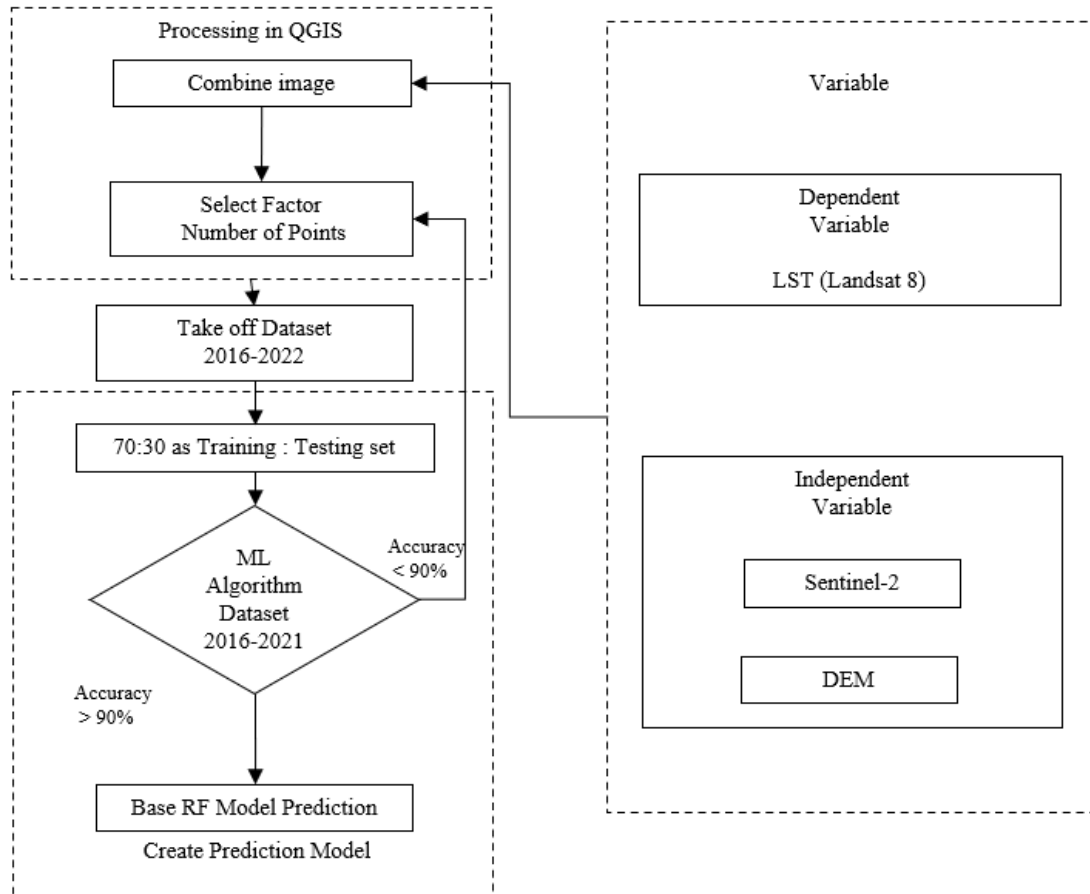 Processing in QGIS
Combine image
Select Factor
Number of Points
Take off Dataset
2016-2022
70:30 as Training : Testing set
ML
Algorithm
Dataset
2016-2021
Accuracy
< 90%
Accuracy
> 90%
Base RF Model Prediction
Create Prediction Model
Variable
Dependent
Variable
LST (Landsat 8)
Independent
Variable
Sentinel-2
DEM